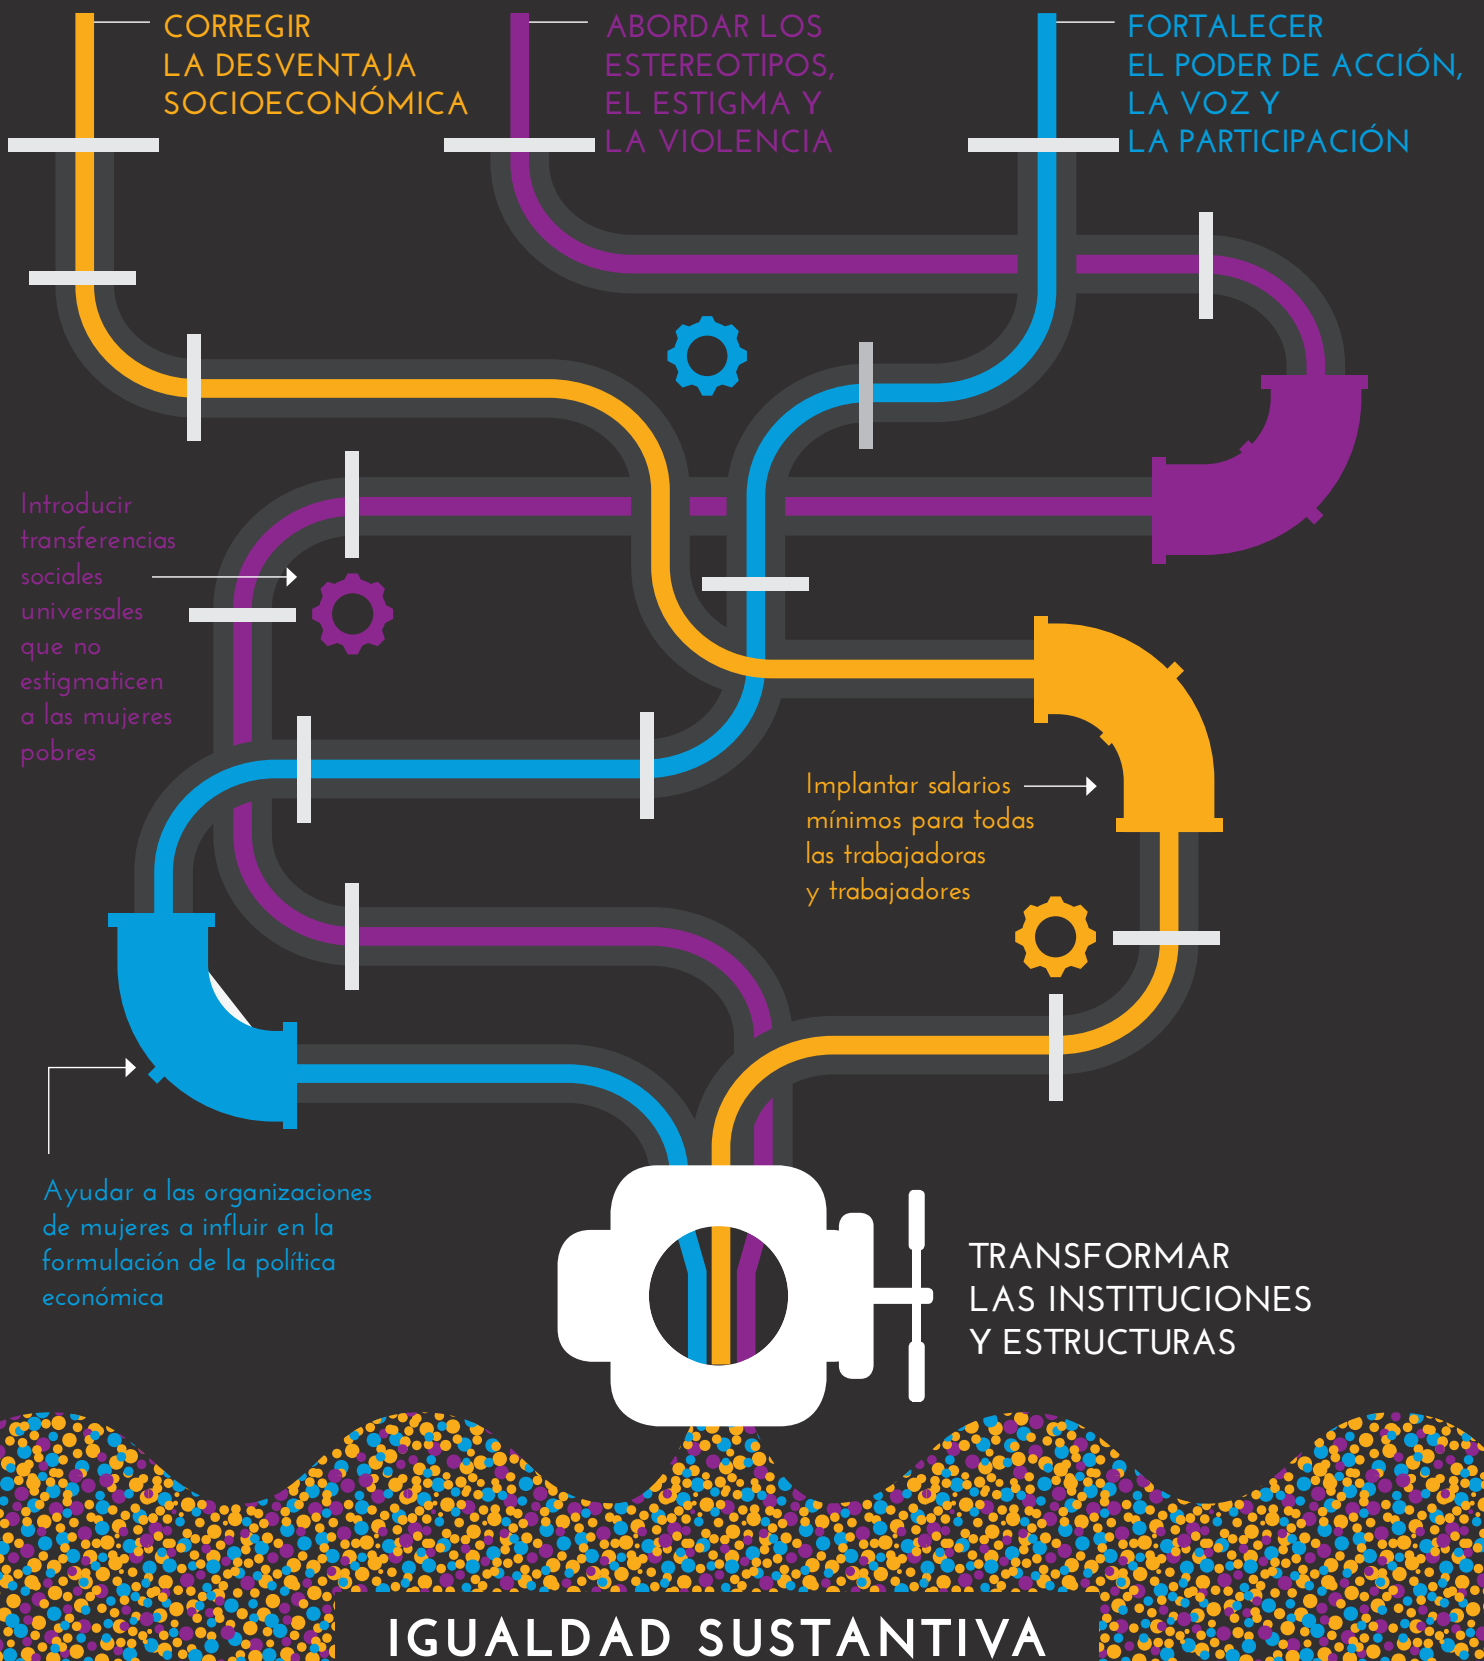 CORREGIR
LA DESVENTAJA
SOCIOECONÓMICA
ABORDAR LOS
ESTEREOTIPOS,
EL ESTIGMA Y
LA VIOLENCIA
FORTALECER
EL PODER DE ACCIÓN,
LA VOZ Y
LA PARTICIPACIÓN
Introducir
transferencias
sociales
universales
que no
estigmaticen
a las mujeres
pobres
Implantar salarios
mínimos para todas
las trabajadoras
y trabajadores
Ayudar a las organizaciones
de mujeres a influir en la
formulación de la política
económica
TRANSFORMAR
LAS INSTITUCIONES
Y ESTRUCTURAS
IGUALDAD SUSTANTIVA